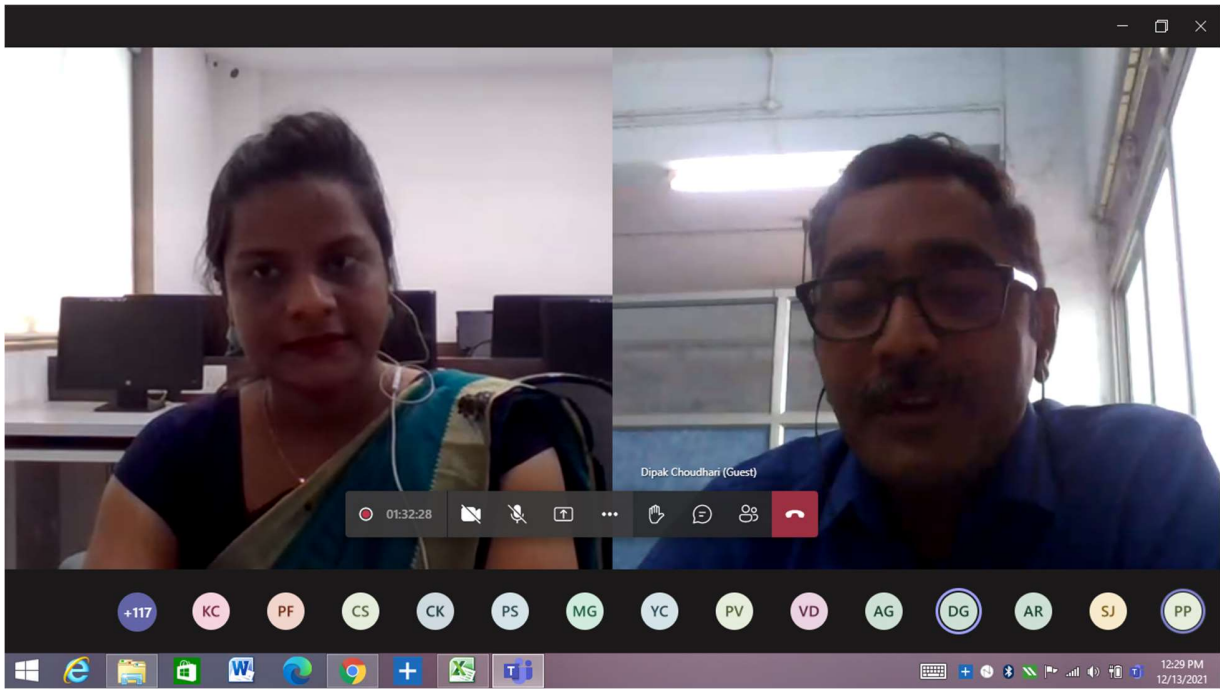 Dipak Choudhari (Guest)
01:32:28
+117 KC PF CS CK PS MG YC PV VD AG DG AR SJ PP
12:29 PM
12/13/2021